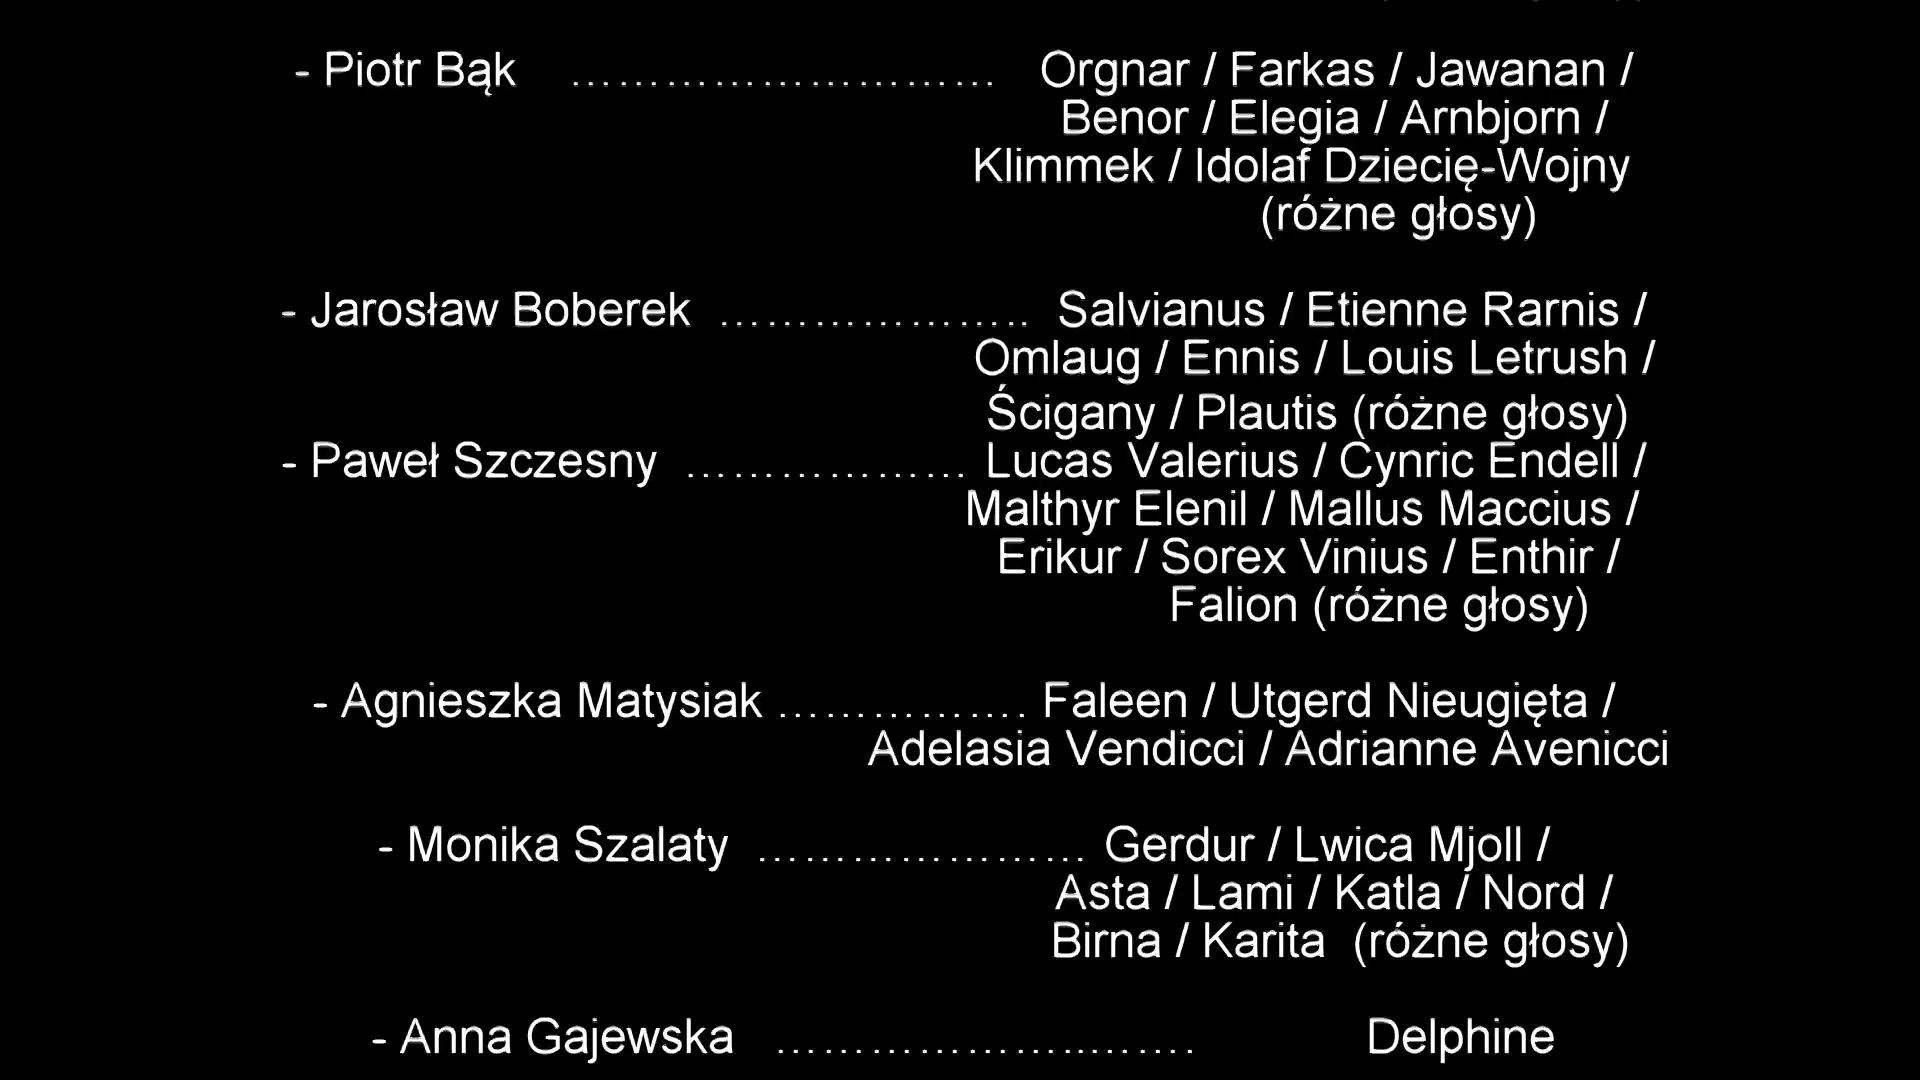 - Piotr Bąk ……………………… Orgnar / Farkas / Jawanan /
Benor / Elegia / Arnbjorn /
Klimmek / Idolaf Dziecię-Wojny
(różne głosy)
- Jarosław Boberek ……………….. Salvianus / Etienne Rarnis /
Omlaug / Ennis / Louis Letrush /
Ścigany / Plautis (różne głosy)
- Paweł Szczesny ……………… Lucas Valerius / Cynric Endell /
Malthyr Elenil / Mallus Maccius /
Erikur / Sorex Vinius / Enthir /
Falion (różne głosy)
- Agnieszka Matysiak ……………. Faleen / Utgerd Nieugięta /
Adelasia Vendicci / Adrianne Avenicci
- Monika Szalaty ………………… Gerdur / Lwica Mjoll /
Asta / Lami / Katla / Nord /
Birna / Karita (różne głosy)
- Anna Gajewska ………………..……. Delphine